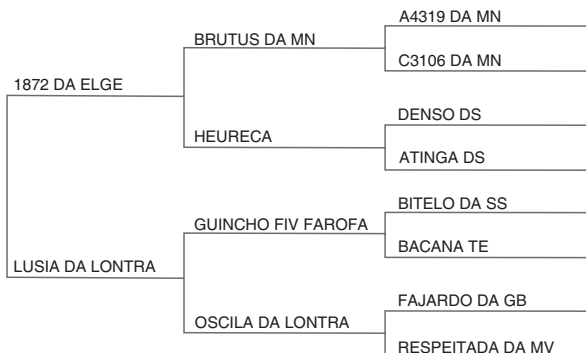 A4319 DA MN
BRUTUS DA MN
C3106 DA MN
1872 DA ELGE
DENSO DS
HEURECA
ATINGA DS
BITELO DA SS
GUINCHO FIV FAROFA
BACANA TE
LUSIA DA LONTRA
FAJARDO DA GB
OSCILA DA LONTRA
RESPEITADA DA MV